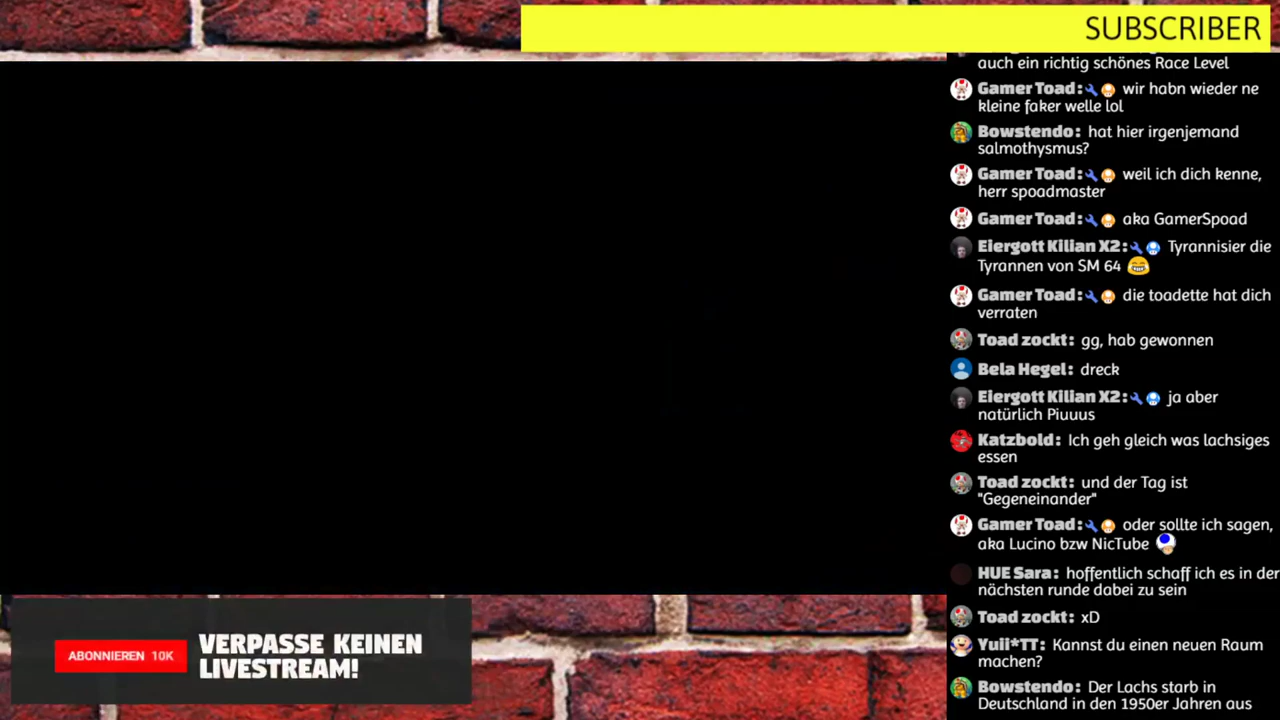 SUBSCRIBER
auch ein richtig schönes Race Level
Gamer Toad: wir habn wieder ne
kleine faker welle lol
Bowstendo: hat hier irgenjemand
salmothysmus?
Gamer Toad: weil ich dich kenne,
herr spoadmaster
Gamer Toad: aka GamerSpoad
Eiergott Kilian X2: Tyrannisier die
Tyrannen von SM 64 😂
Gamer Toad: die toadette hat dich
verraten
Toad zockt: gg, hab gewonnen
Bela Hegel: dreck
Eiergott Kilian X2: ja aber
natürlich Piuuus
Katzbold: Ich geh gleich was lachsiges
essen
Toad zockt: und der Tag ist
"Gegeneinander"
Gamer Toad: oder sollte ich sagen,
aka Lucino bzw NicTube
HUE Sara: hoffentlich schaff ich es in der
nächsten runde dabei zu sein
Toad zockt: xD
Yuii*TT: Kannst du einen neuen Raum
machen?
Bowstendo: Der Lachs starb in
Deutschland in den 1950er Jahren aus
ABONNIEREN 10K
VERPASSE KEINEN
LIVESTREAM!